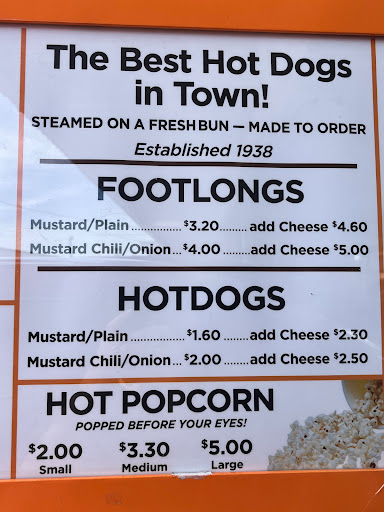 The Best Hot Dogs
in Town!
STEAMED ON A FRESH BUN — MADE TO ORDER
Established 1938
FOOTLONGS
Mustard/Plain...............$3.20.........add Cheese $4.60
Mustard Chili/Onion...$4.00........add Cheese $5.00
HOTDOGS
Mustard/Plain...............$1.60.........add Cheese $2.30
Mustard Chili/Onion...$2.00........add Cheese $2.50
HOT POPCORN
POPPED BEFORE YOUR EYES!
$2.00 $3.30 $5.00
Small Medium Large